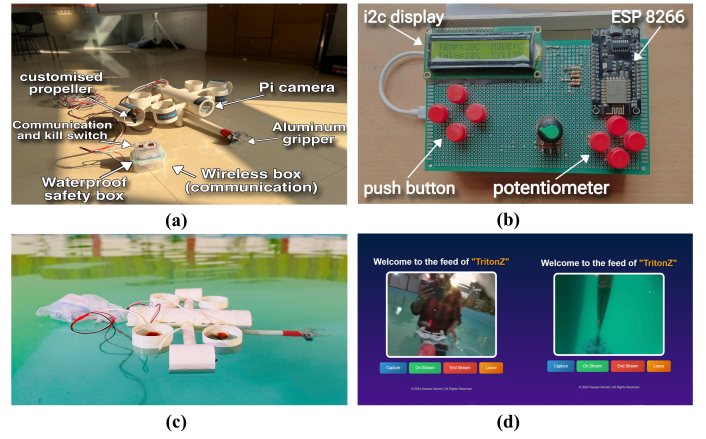 customised
propeller
Pi camera
Communication
and kill switch
Aluminum
gripper
Waterproof
safety box
Wireless box
(communication)
(a)
i2c display
ESP 8266
push button
potentiometer
(b)
(c)
Welcome to the feed of "TritonZ"
Capture
On Stream
End Stream
Leave
Welcome to the feed of "TritonZ"
Capture
On Stream
End Stream
Leave
(d)